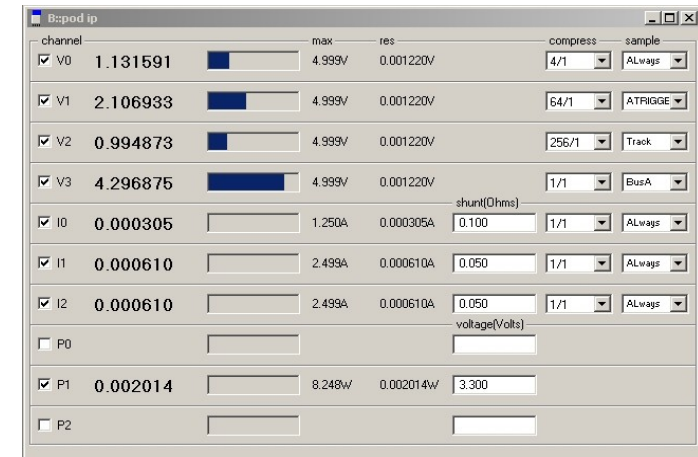 B::pod ip
channel max res compress sample
V0 1.131591 4.999V 0.001220V 4/1 ALways
V1 2.106933 4.999V 0.001220V 64/1 ATRIGGE
V2 0.994873 4.999V 0.001220V 256/1 Track
V3 4.296875 4.999V 0.001220V 1/1 BusA
shunt(Ohms)
I0 0.000305 1.250A 0.000305A 0.100 1/1 ALways
I1 0.000610 2.499A 0.000610A 0.050 1/1 ALways
I2 0.000610 2.499A 0.000610A 0.050 1/1 ALways
voltage(Volts)
P0
P1 0.002014 8.248W 0.002014W 3.300
P2